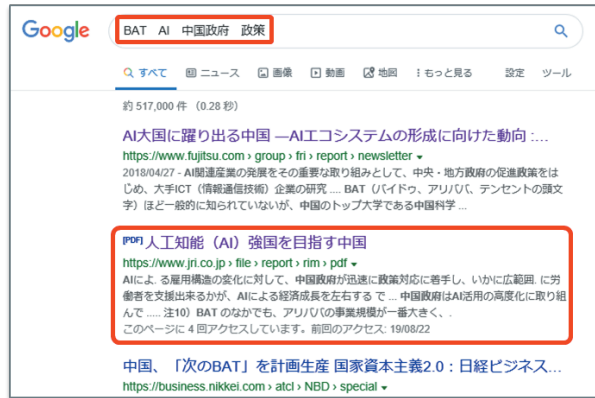 Google
BAT AI 中国政府 政策
すべて ニュース 画像 動画 地図 もっと見る 設定 ツール
約 517,000 件 （0.28 秒）
AI大国に躍り出る中国 ―AIエコシステムの形成に向けた動向 :...
https://www.fujitsu.com › group › fri › report › newsletter ▾
2018/04/27 - AI関連産業の発展をその重要な取り組みとして、中央・地方政府の促進政策をは
じめ、大手ICT（情報通信技術）企業の研究 .... BAT（バイドゥ、アリババ、テンセントの頭文
字）ほど一般的に知られていないが、中国のトップ大学である中国科学 ...
[PDF] 人工知能（AI）強国を目指す中国
https://www.jri.co.jp › file › report › rim › pdf ▾
AIによ. る雇用構造の変化に対して、中国政府が迅速に政策対応に着手し、いかに広範囲. に労
働者を支援出来るかが、AIによる経済成長を左右する で ... 中国政府はAI活用の高度化に取り組
んで ..... 注10）BAT のなかでも、アリババの事業規模が一番大きく、.
このページに 4 回アクセスしています。前回のアクセス: 19/08/22
中国、「次のBAT」を計画生産 国家資本主義2.0：日経ビジネス...
https://business.nikkei.com › atcl › NBD › special ▾